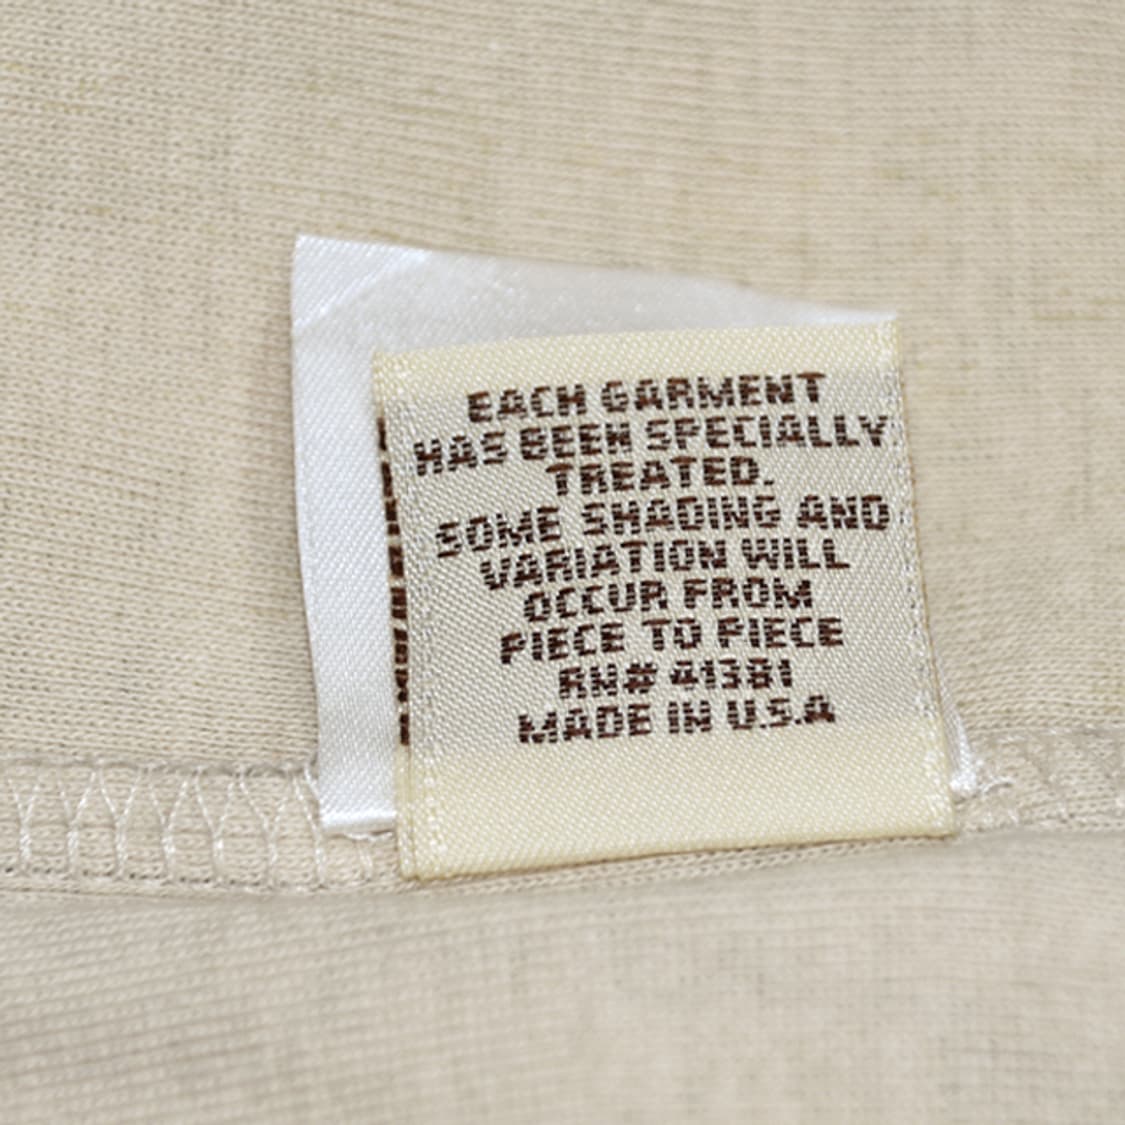 EACH GARMENT
HAS BEEN SPECIALLY
TREATED.
SOME SHADING AND
VARIATION WILL
OCCUR FROM
PIECE TO PIECE
RN# 41381
MADE IN U.S.A